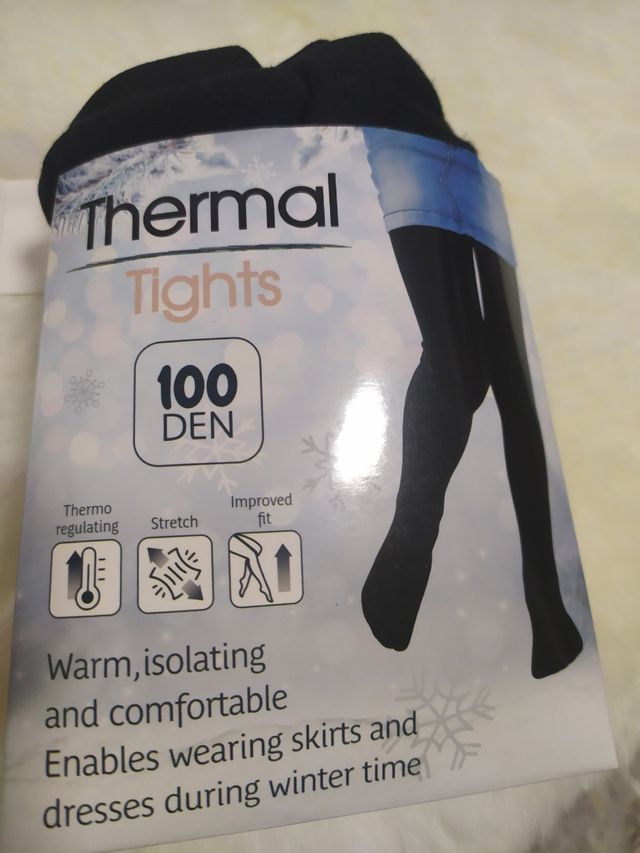 Thermal
Tights
100
DEN
Thermo
regulating
Stretch
Improved
fit
Warm, isolating
and comfortable
Enables wearing skirts and
dresses during winter time